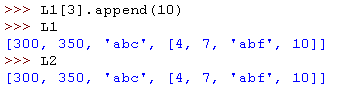 >>> L1[3].append(10)
>>> L1
[300, 350, 'abc', [4, 7, 'abf', 10]]
>>> L2
[300, 350, 'abc', [4, 7, 'abf', 10]]